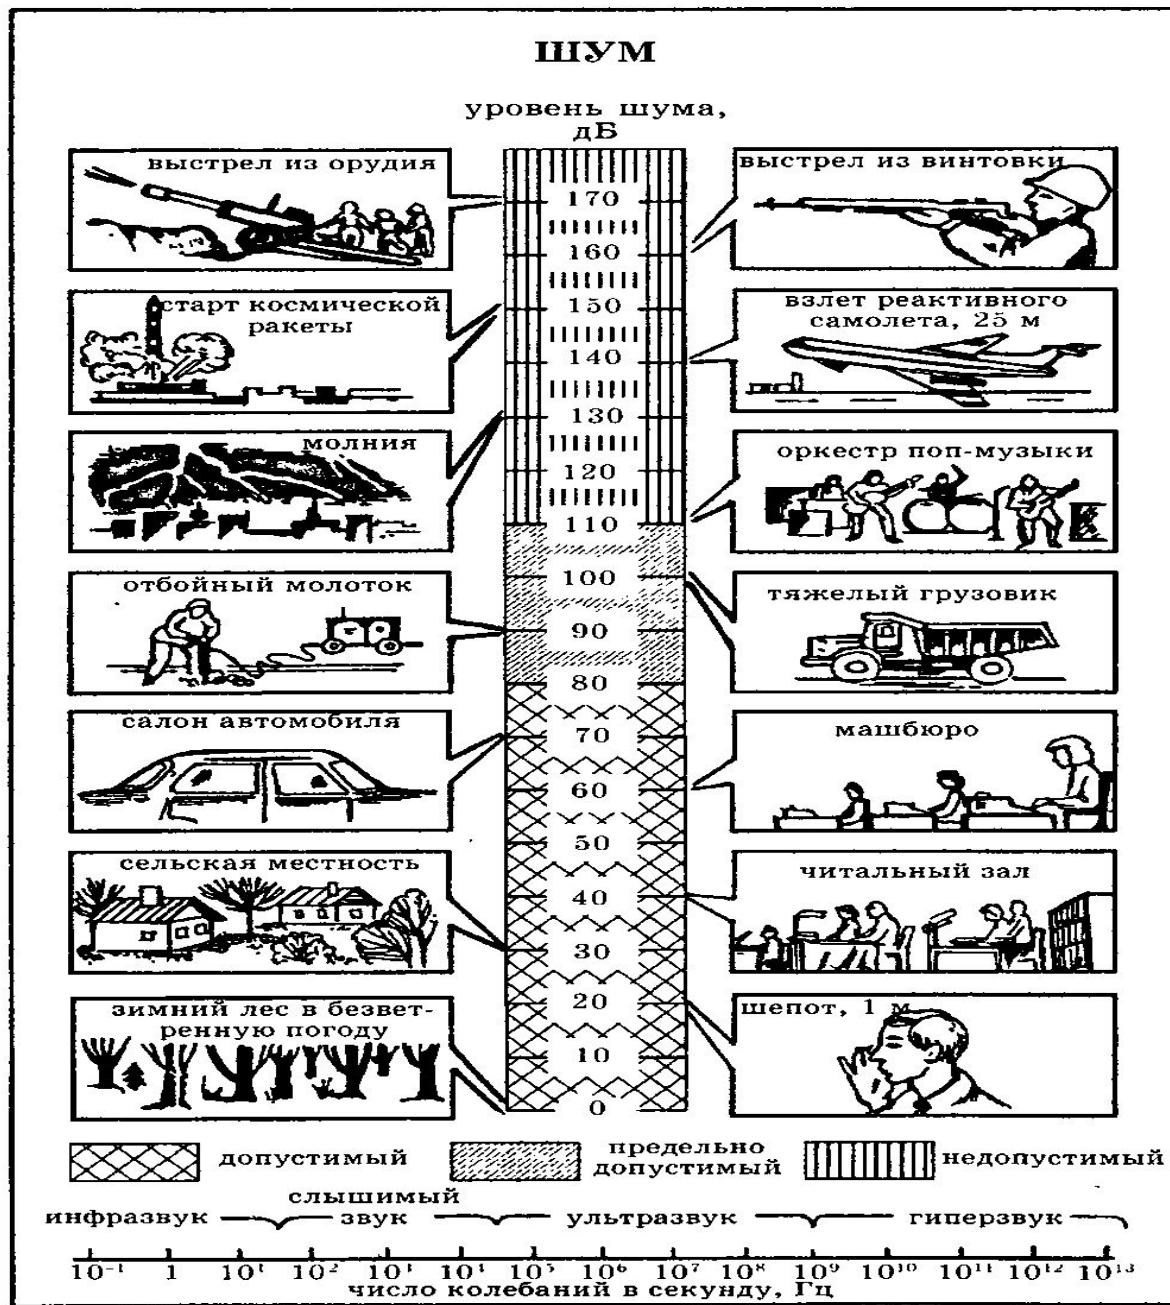 ШУМ
уровень шума,
дБ
выстрел из орудия
выстрел из винтовки
170
160
старт космической
ракеты
взлет реактивного
самолета, 25 м
150
140
130
молния
оркестр поп-музыки
120
110
отбойный молоток
тяжелый грузовик
100
90
80
салон автомобиля
машбюро
70
60
50
сельская местность
читальный зал
40
30
зимний лес в безвет-
ренную погоду
шепот, 1 м
20
10
0
допустимый
предельно
допустимый
недопустимый
инфразвук
слышимый
звук
ультразвук
гиперзвук
10⁻¹ 1 10¹ 10² 10³ 10⁴ 10⁵ 10⁶ 10⁷ 10⁸ 10⁹ 10¹⁰ 10¹¹ 10¹² 10¹³
число колебаний в секунду, Гц